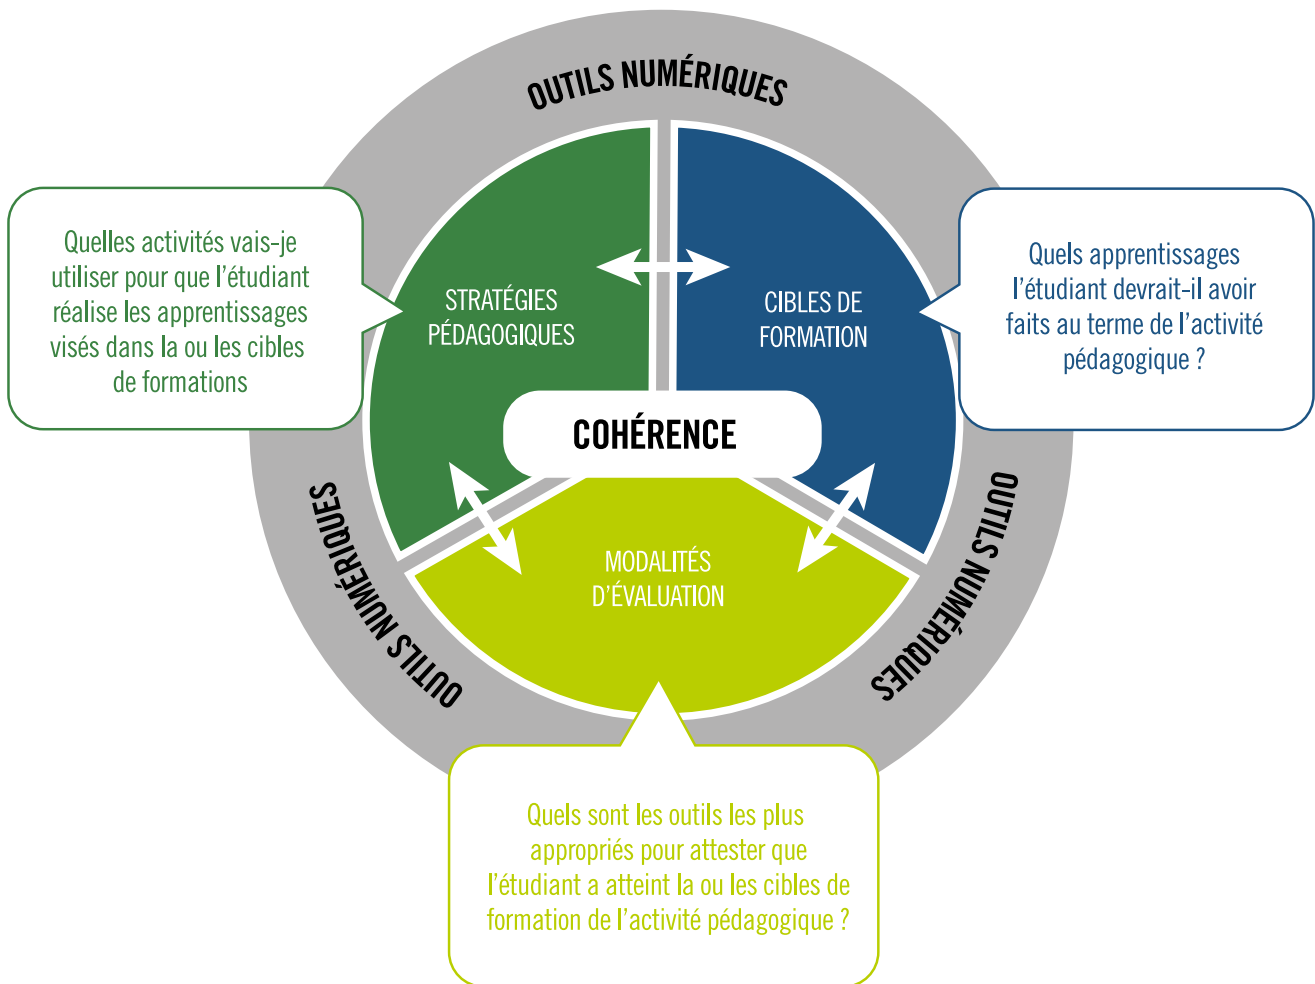 OUTILS NUMÉRIQUES
Quelles activités vais-je
utiliser pour que l'étudiant
réalise les apprentissages
visés dans la ou les cibles
de formations
STRATÉGIES
PÉDAGOGIQUES
CIBLES DE
FORMATION
Quels apprentissages
l'étudiant devrait-il avoir
faits au terme de l'activité
pédagogique ?
COHÉRENCE
OUTILS NUMÉRIQUES
MODALITÉS
D'ÉVALUATION
OUTILS NUMÉRIQUES
Quels sont les outils les plus
appropriés pour attester que
l'étudiant a atteint la ou les cibles de
formation de l'activité pédagogique ?